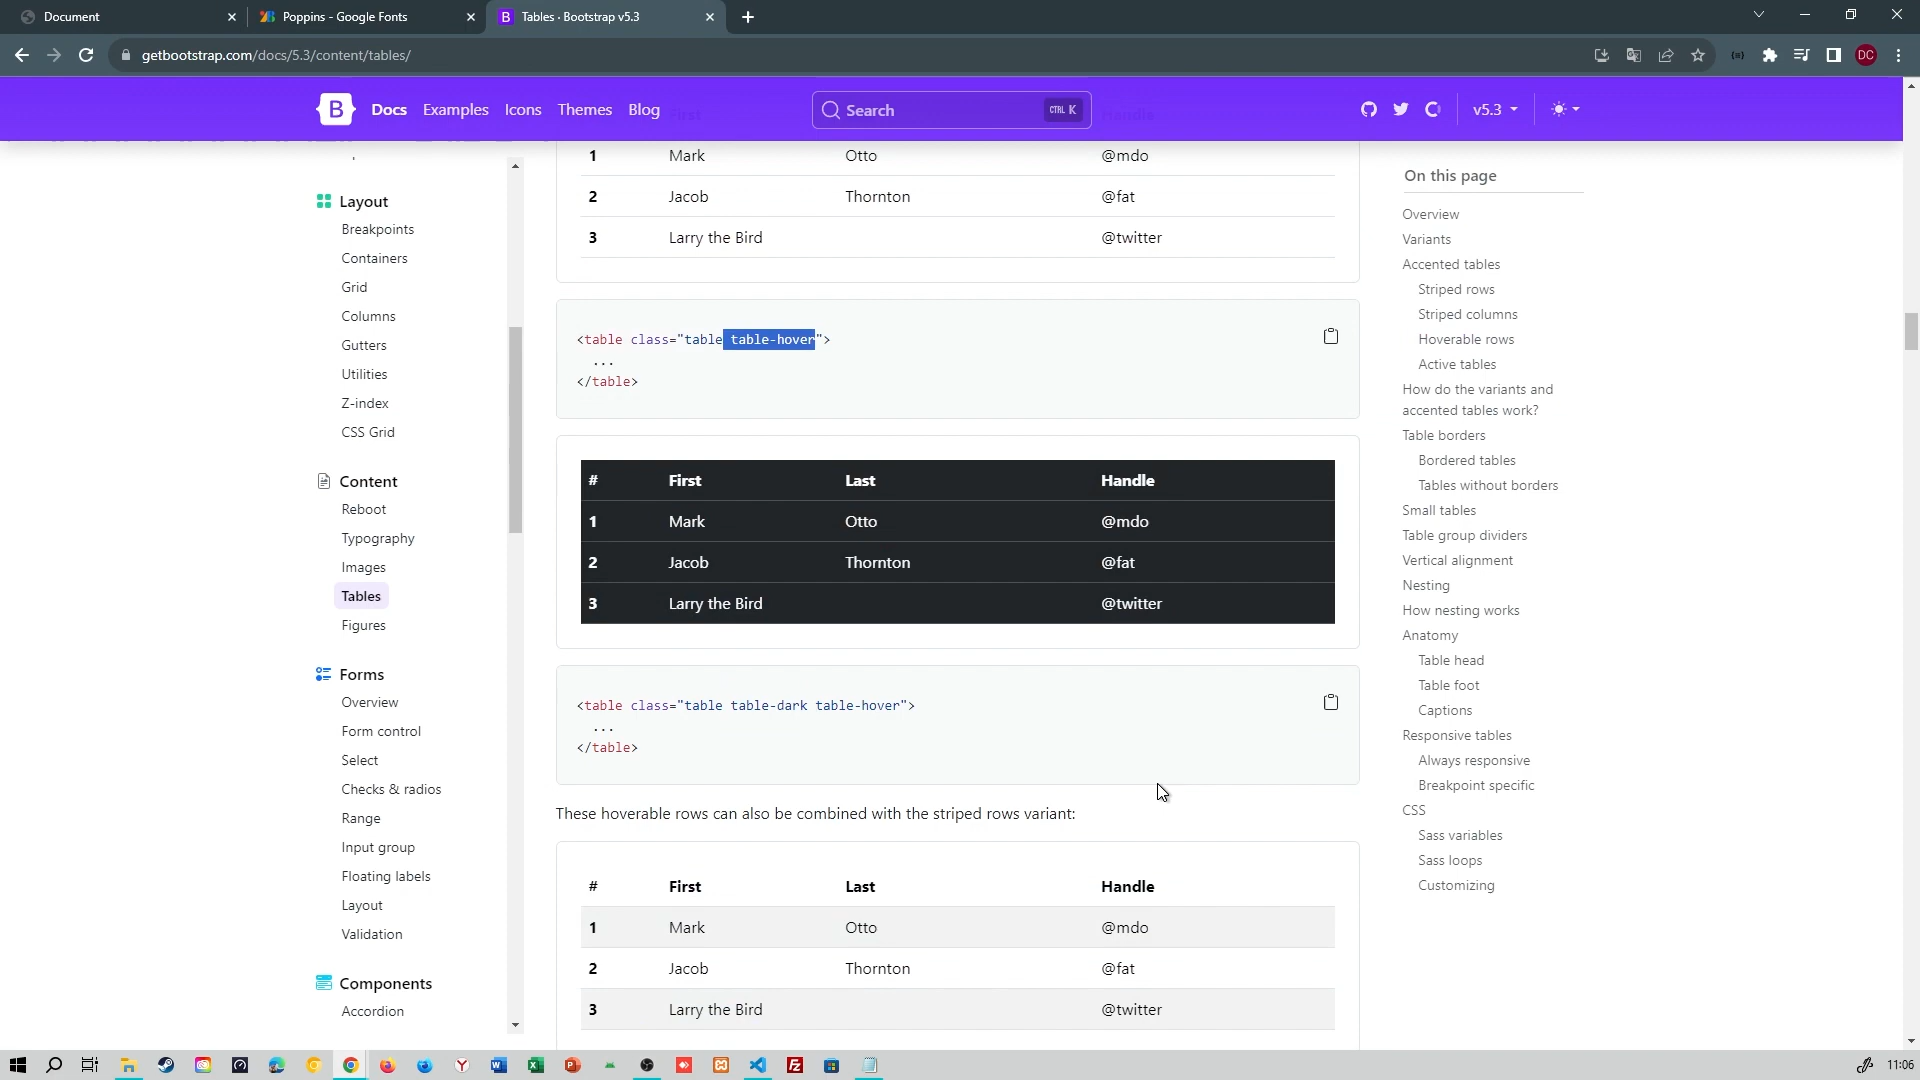 Document
Poppins - Google Fonts
Tables · Bootstrap v5.3
getbootstrap.com/docs/5.3/content/tables/
DC
B Docs Examples Icons Themes Blog
Search CTRL K
v5.3
Layout
Breakpoints
Containers
Grid
Columns
Gutters
Utilities
Z-index
CSS Grid
Content
Reboot
Typography
Images
Tables
Figures
Forms
Overview
Form control
Select
Checks & radios
Range
Input group
Floating labels
Layout
Validation
Components
Accordion
First Handle
1 Mark Otto @mdo
2 Jacob Thornton @fat
3 Larry the Bird @twitter
<table class="table table-hover">
...
</table>
# First Last Handle
1 Mark Otto @mdo
2 Jacob Thornton @fat
3 Larry the Bird @twitter
<table class="table table-dark table-hover">
...
</table>
These hoverable rows can also be combined with the striped rows variant:
# First Last Handle
1 Mark Otto @mdo
2 Jacob Thornton @fat
3 Larry the Bird @twitter
On this page
Overview
Variants
Accented tables
Striped rows
Striped columns
Hoverable rows
Active tables
How do the variants and
accented tables work?
Table borders
Bordered tables
Tables without borders
Small tables
Table group dividers
Vertical alignment
Nesting
How nesting works
Anatomy
Table head
Table foot
Captions
Responsive tables
Always responsive
Breakpoint specific
CSS
Sass variables
Sass loops
Customizing
11:06